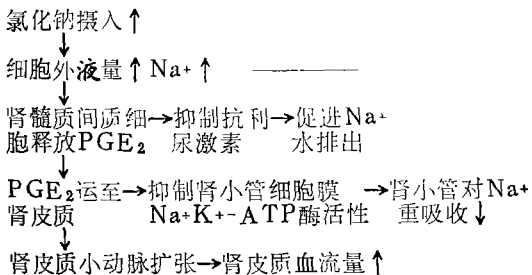 氯化钠摄入↑
↓
细胞外液量↑ Na+↑
↓
肾髓质间质细→抑制抗利→促进Na+
胞释放PGE₂ 尿激素 水排出
↓
PGE₂运至→抑制肾小管细胞膜→肾小管对Na+
肾皮质 Na+K+-ATP酶活性 重吸收↓
↓
肾皮质小动脉扩张→肾皮质血流量↑